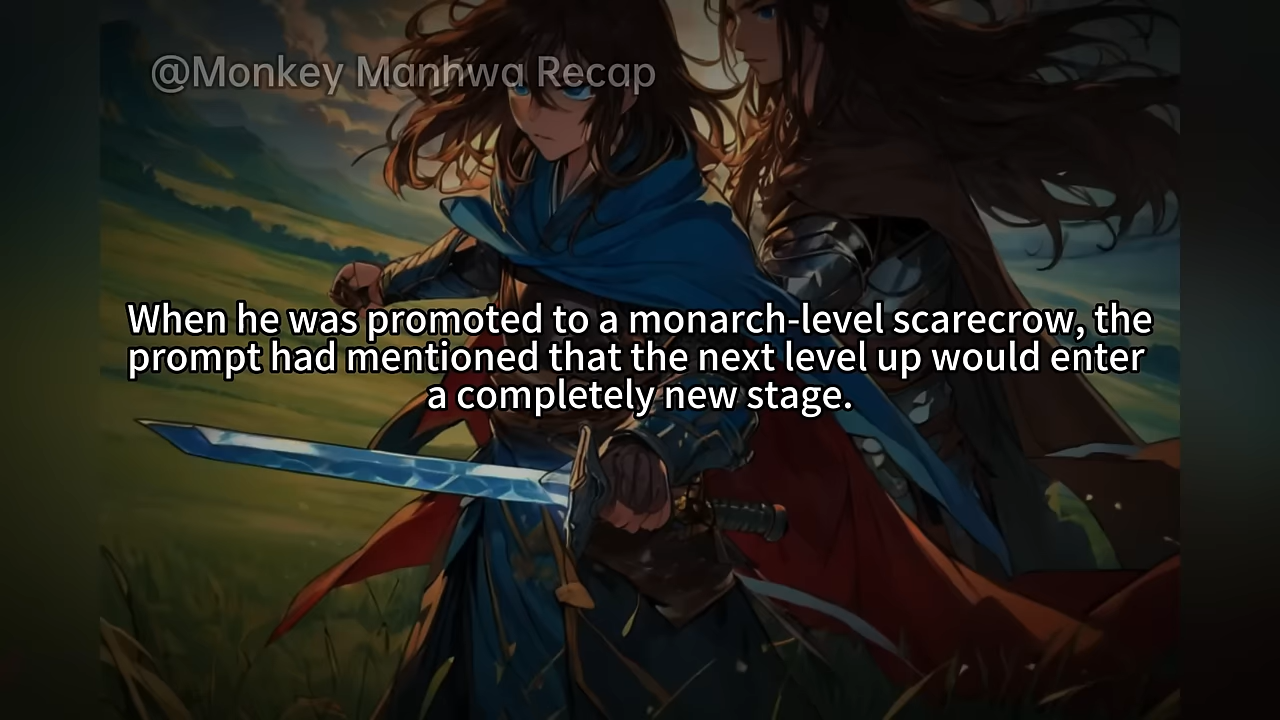 @Monkey Manhwa Recap
When he was promoted to a monarch-level scarecrow, the
prompt had mentioned that the next level up would enter
a completely new stage.